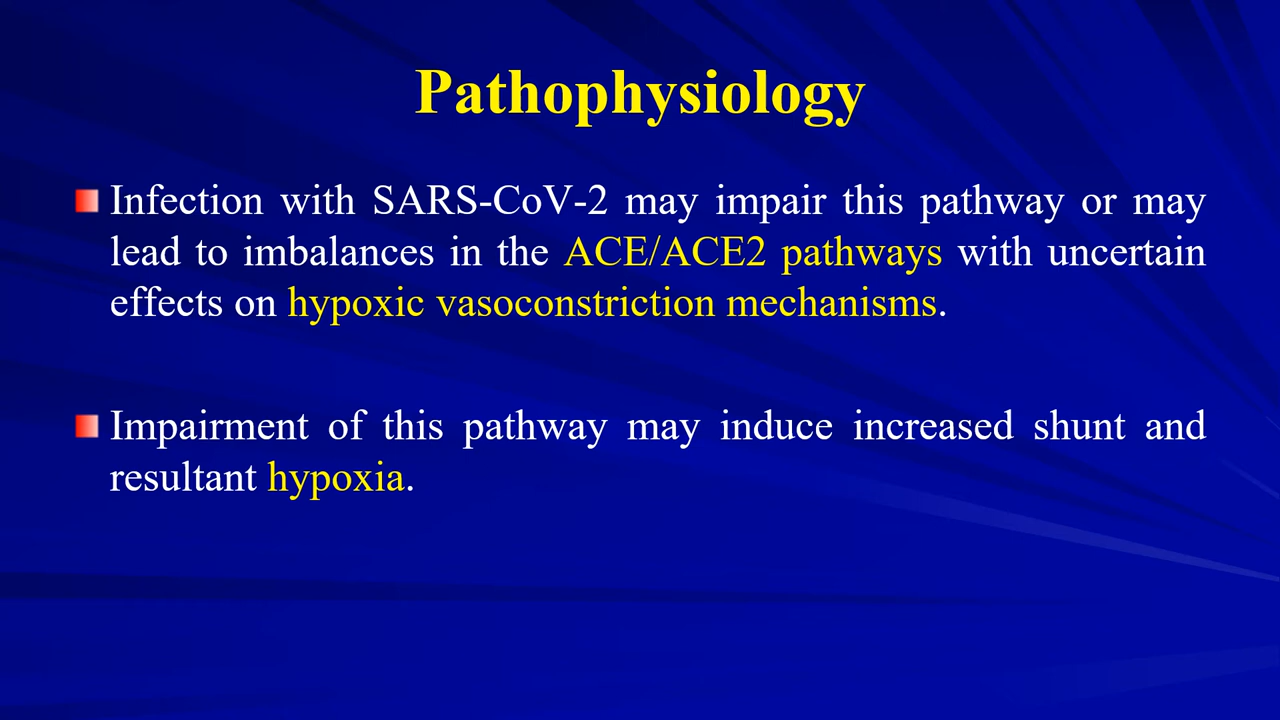 Pathophysiology
Infection with SARS-CoV-2 may impair this pathway or may
lead to imbalances in the ACE/ACE2 pathways with uncertain
effects on hypoxic vasoconstriction mechanisms.
Impairment of this pathway may induce increased shunt and
resultant hypoxia.